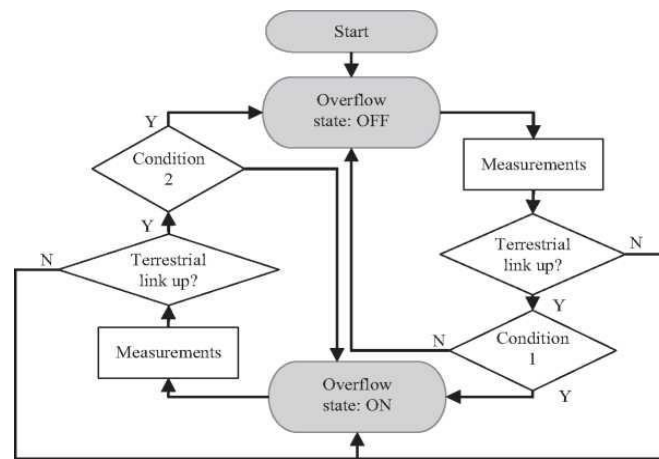 Start
Overflow
state: OFF
Y
Condition
2
Measurements
Y
N
Terrestrial
link up?
Terrestrial
link up?
N
Y
N
Condition
1
Measurements
Overflow
state: ON
Y